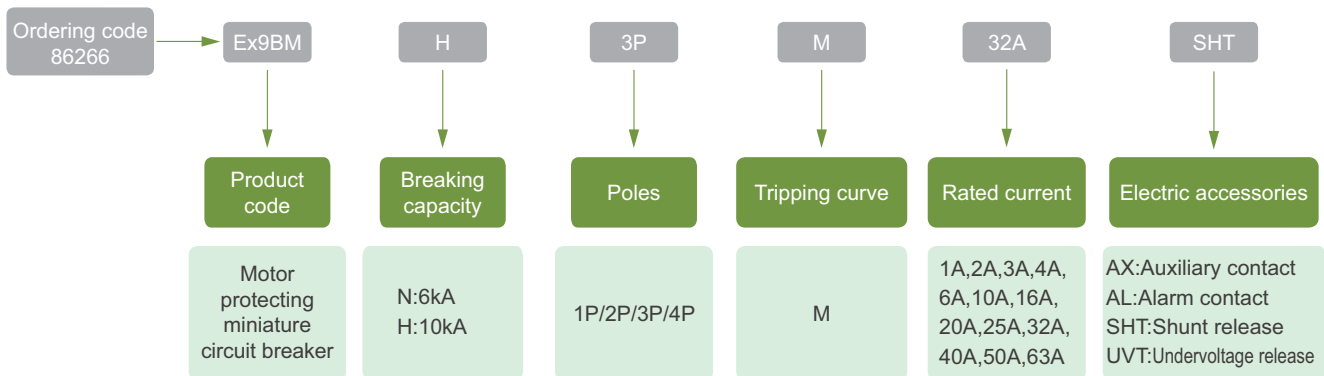 Ordering code
86266
Ex9BM
H
3P
M
32A
SHT
Product
code
Breaking
capacity
Poles
Tripping curve
Rated current
Electric accessories
Motor
protecting
miniature
circuit breaker
N:6kA
H:10kA
1P/2P/3P/4P
M
1A,2A,3A,4A,
6A,10A,16A,
20A,25A,32A,
40A,50A,63A
AX:Auxiliary contact
AL:Alarm contact
SHT:Shunt release
UVT:Undervoltage release